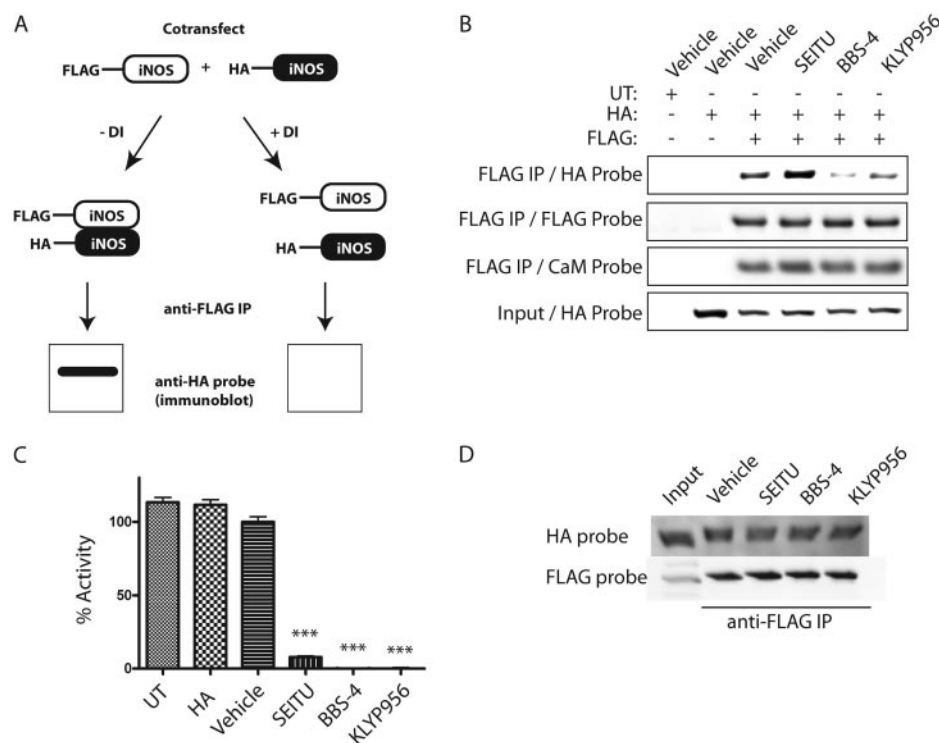 A
Cotransfect
FLAG iNOS + HA iNOS
- DI + DI
FLAG iNOS
HA iNOS
FLAG iNOS
HA iNOS
anti-FLAG IP
anti-HA probe
(immunoblot)
B
Vehicle Vehicle Vehicle SEITU BBS-4 KLYP956
UT: + - - - - -
HA: - + + + + +
FLAG: - - + + + +
FLAG IP / HA Probe
FLAG IP / FLAG Probe
FLAG IP / CaM Probe
Input / HA Probe
C
% Activity
100
50
0
*** *** ***
UT HA Vehicle SEITU BBS-4 KLYP956
D
Input Vehicle SEITU BBS-4 KLYP956
HA probe
FLAG probe
anti-FLAG IP